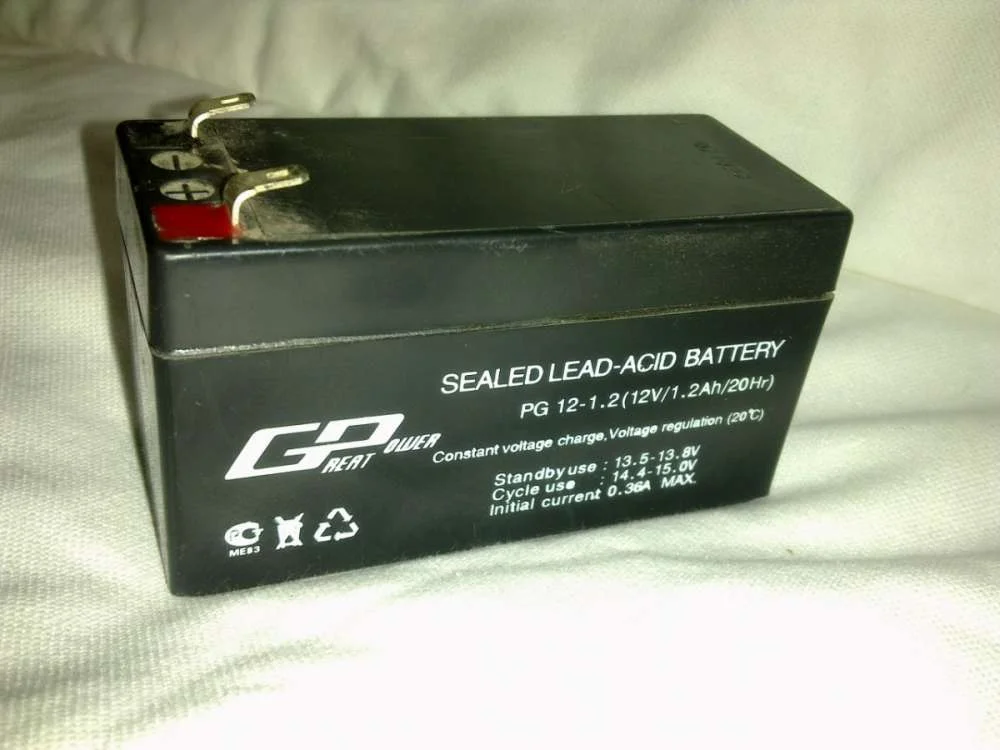 SEALED LEAD-ACID BATTERY
PG 12-1.2(12V/1.2Ah/20Hr)
Constant voltage charge,Voltage regulation (20℃)
Standby use : 13.5-13.8V
Cycle use : 14.4-15.0V
Initial current 0.36A MAX.
GREAT POWER
PCT
ME83